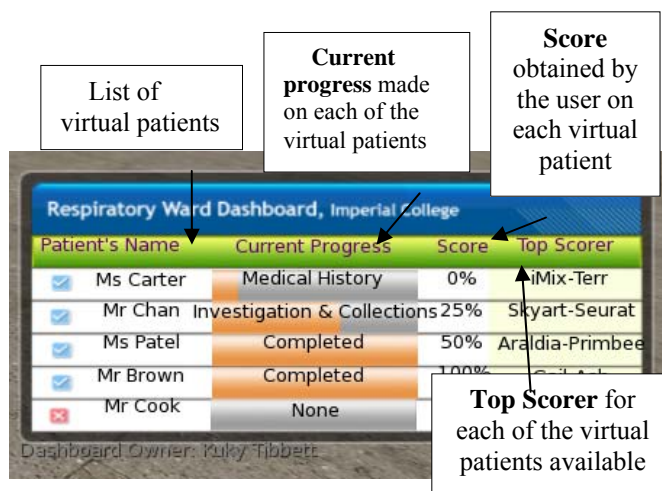 List of
virtual patients
Current
progress made
on each of the
virtual patients
Score
obtained by
the user on
each virtual
patient
Respiratory Ward Dashboard, Imperial College
Patient's Name Current Progress Score Top Scorer
Ms Carter Medical History 0% iMix-Terr
Mr Chan Investigation & Collections 25% Skyart-Seurat
Ms Patel Completed 50% Araldia-Primbee
Mr Brown Completed 100%
Mr Cook None
Top Scorer for
each of the virtual
patients available
Dashboard Owner: Kuky Tibbett